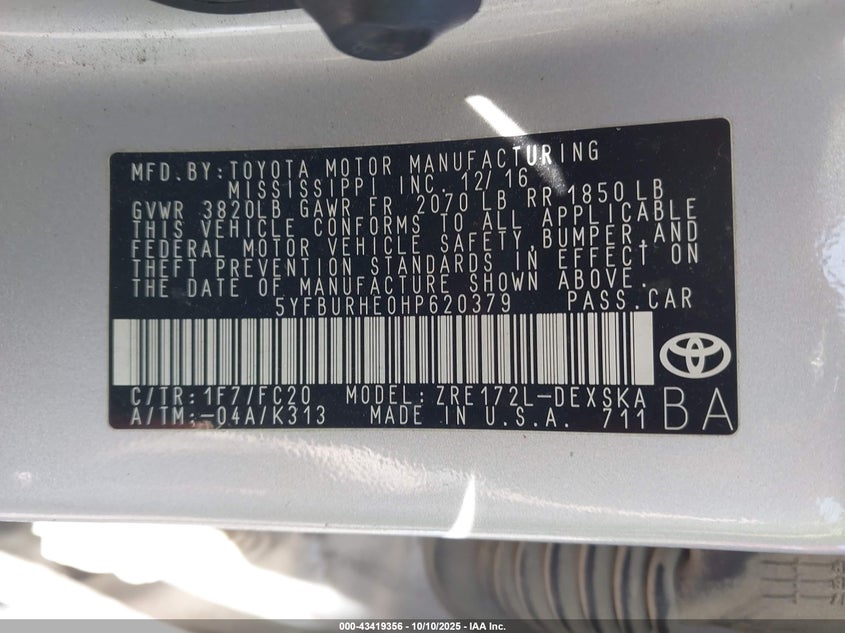 MFD.BY:TOYOTA MOTOR MANUFACTURING
MISSISSIPPI INC. 12/16
GVWR 3820LB GAWR FR 2070 LB RR 1850 LB
THIS VEHICLE CONFORMS TO ALL APPLICABLE
FEDERAL MOTOR VEHICLE SAFETY,BUMPER,AND
THEFT PREVENTION STANDARDS IN EFFECT ON
THE DATE OF MANUFACTURE SHOWN ABOVE.
5YFBURHE0HP620379 PASS.CAR
C/TR:1F7/FC20 MODEL:ZRE172L-DEXSKA
A/TM:-04A/K313 MADE IN U.S.A. 711
BA
000-43419356 - 10/10/2025 - IAA Inc.